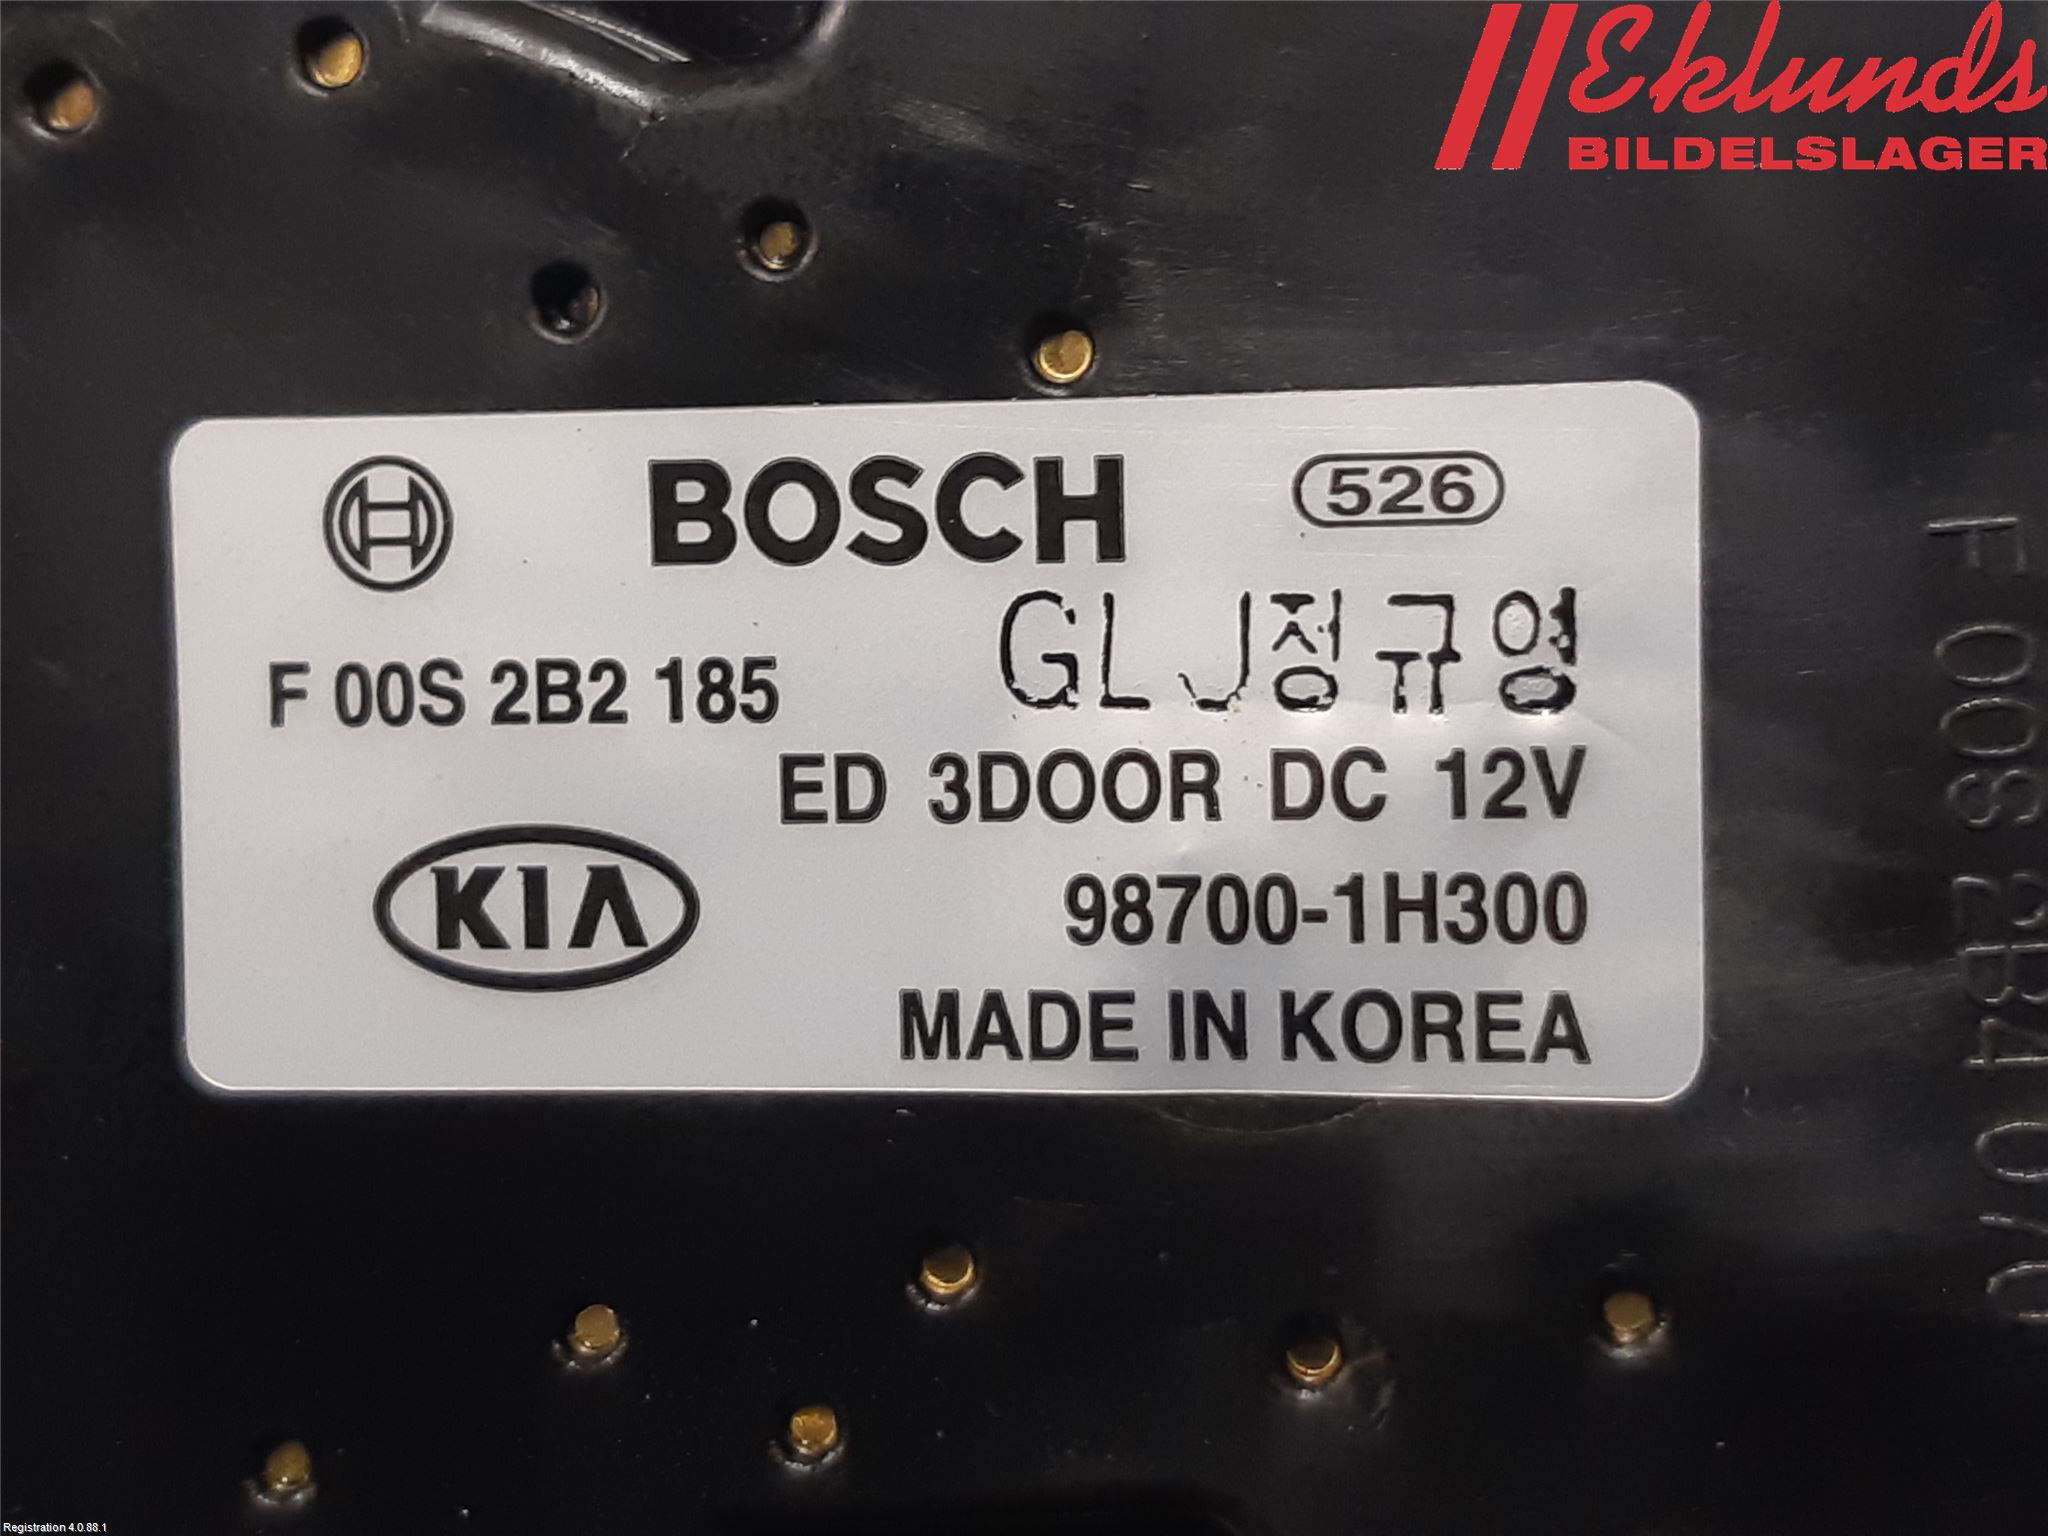 Eklunds
BILDELSLAGER
BOSCH 526
GLJ정규영
F 00S 2B2 185
ED 3DOOR DC 12V
KIA
98700-1H300
MADE IN KOREA
F 00S 2B4 070
Registration 4.0.88.1